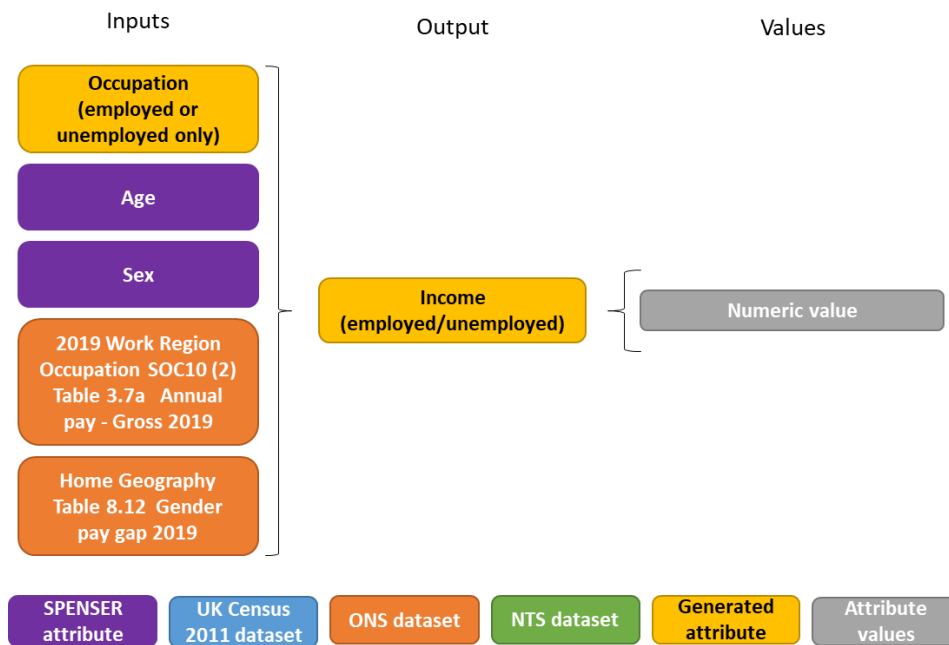 Inputs
Output
Values
Occupation
(employed or
unemployed only)
Age
Sex
2019 Work Region
Occupation SOC10 (2)
Table 3.7a Annual
pay - Gross 2019
Home Geography
Table 8.12 Gender
pay gap 2019
Income
(employed/unemployed)
Numeric value
SPENSER
attribute
UK Census
2011 dataset
ONS dataset
NTS dataset
Generated
attribute
Attribute
values